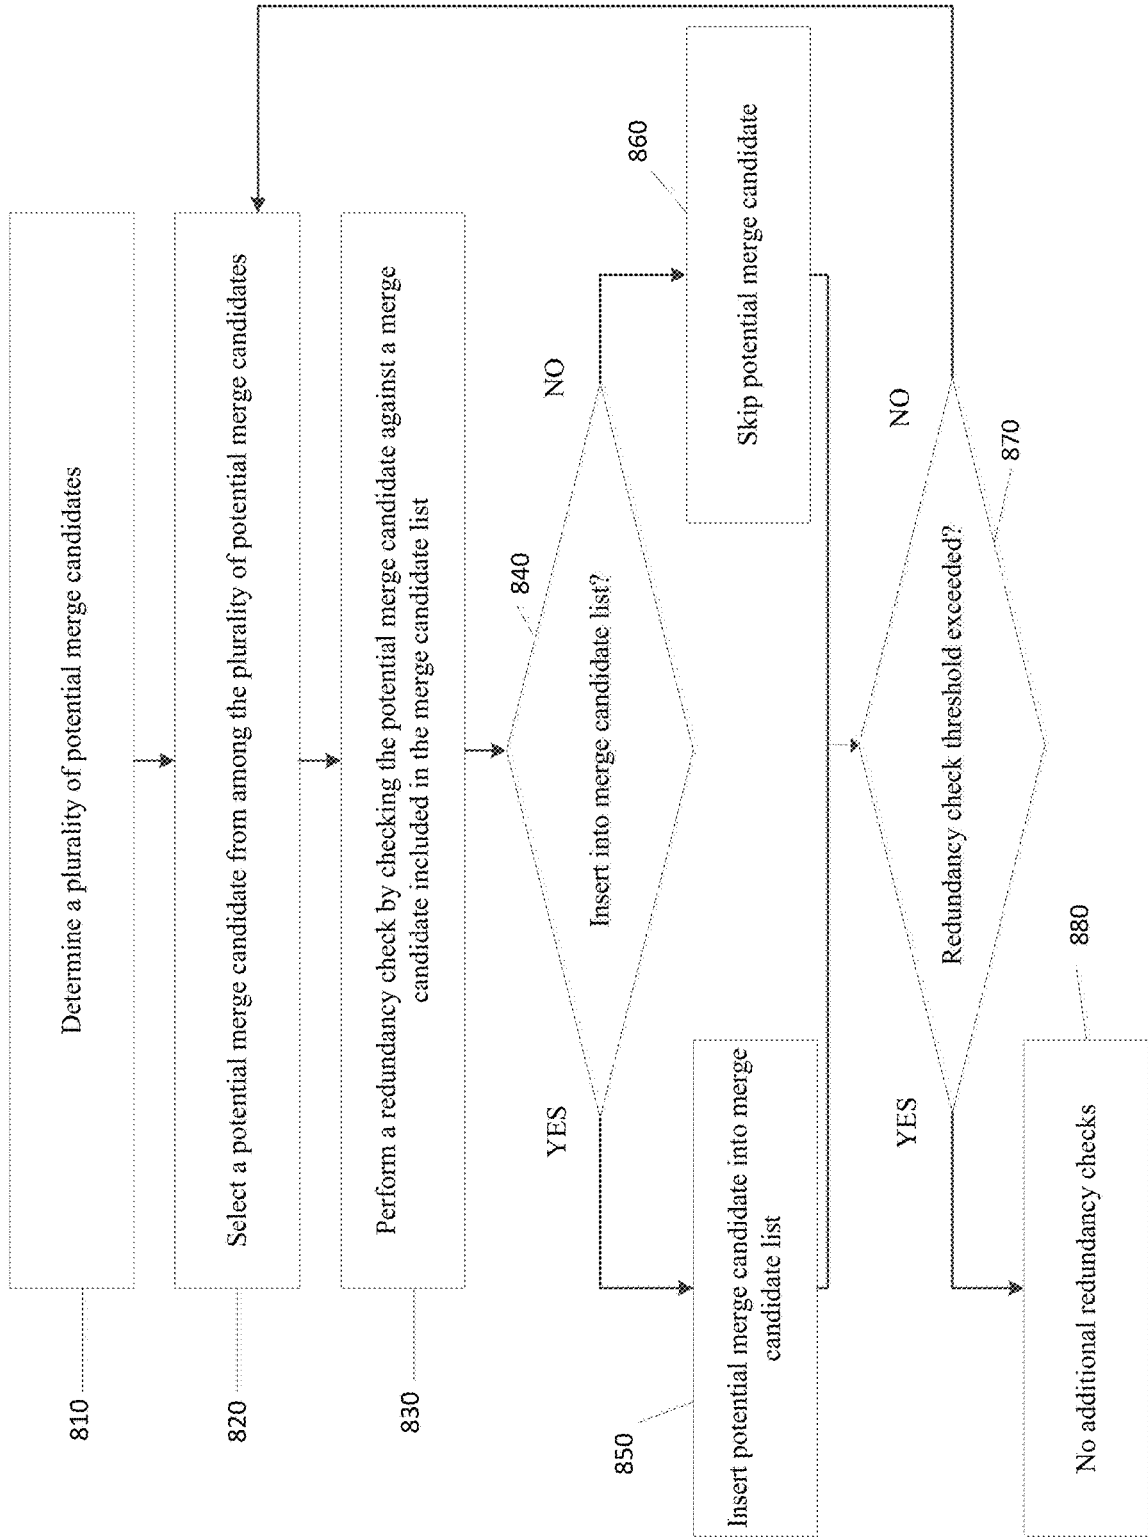 810
Determine a plurality of potential merge candidates
820
Select a potential merge candidate from among the plurality of potential merge candidates
830
Perform a redundancy check by checking the potential merge candidate against a merge
candidate included in the merge candidate list
840
Insert into merge candidate list?
YES
NO
850
Insert potential merge candidate into merge
candidate list
860
Skip potential merge candidate
Redundancy check threshold exceeded?
870
YES
NO
880
No additional redundancy checks